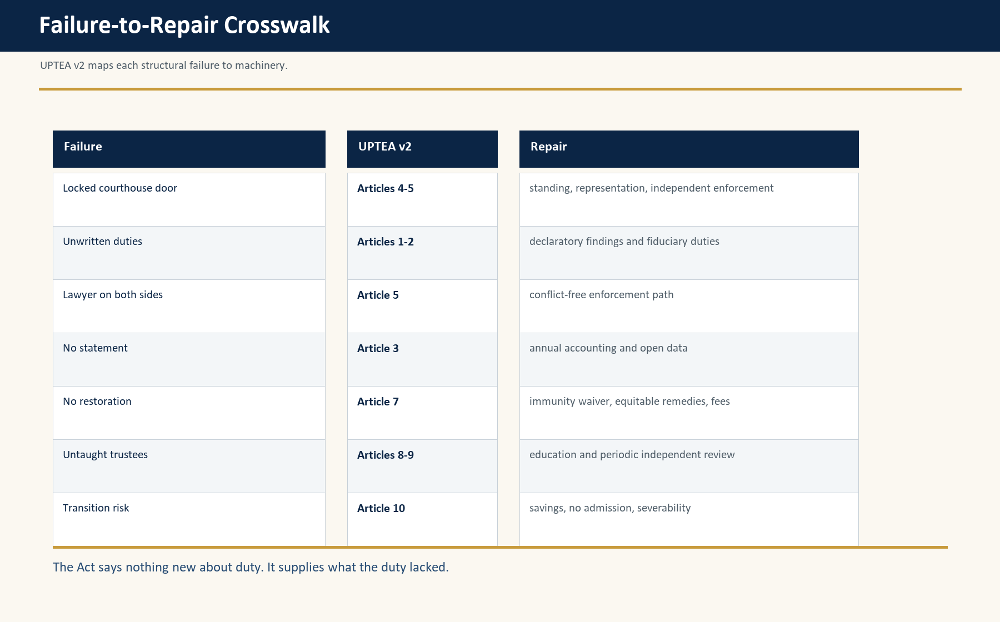 Failure-to-Repair Crosswalk
UPTEA v2 maps each structural failure to machinery.
Failure UPTEA v2 Repair
Locked courthouse door Articles 4-5 standing, representation, independent enforcement
Unwritten duties Articles 1-2 declaratory findings and fiduciary duties
Lawyer on both sides Article 5 conflict-free enforcement path
No statement Article 3 annual accounting and open data
No restoration Article 7 immunity waiver, equitable remedies, fees
Untaught trustees Articles 8-9 education and periodic independent review
Transition risk Article 10 savings, no admission, severability
The Act says nothing new about duty. It supplies what the duty lacked.